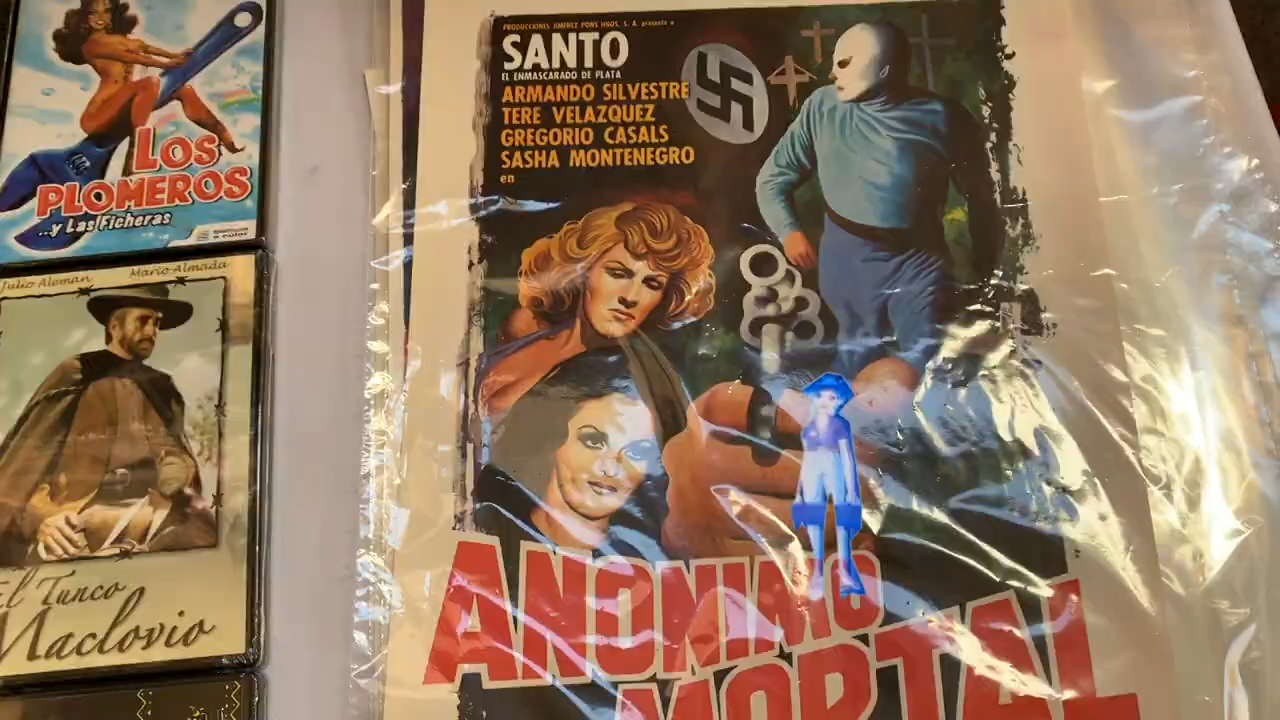 LOS
PLOMEROS
...y Las Ficheras
Julio Aleman Mario Almada
El Tunco
Maclovio
PRODUCCIONES JIMENEZ PONS HNOS, S. A. presenta a
SANTO
EL ENMASCARADO DE PLATA
ARMANDO SILVESTRE
TERE VELAZQUEZ
GREGORIO CASALS
SASHA MONTENEGRO
en
ANONIMO
MORTAL